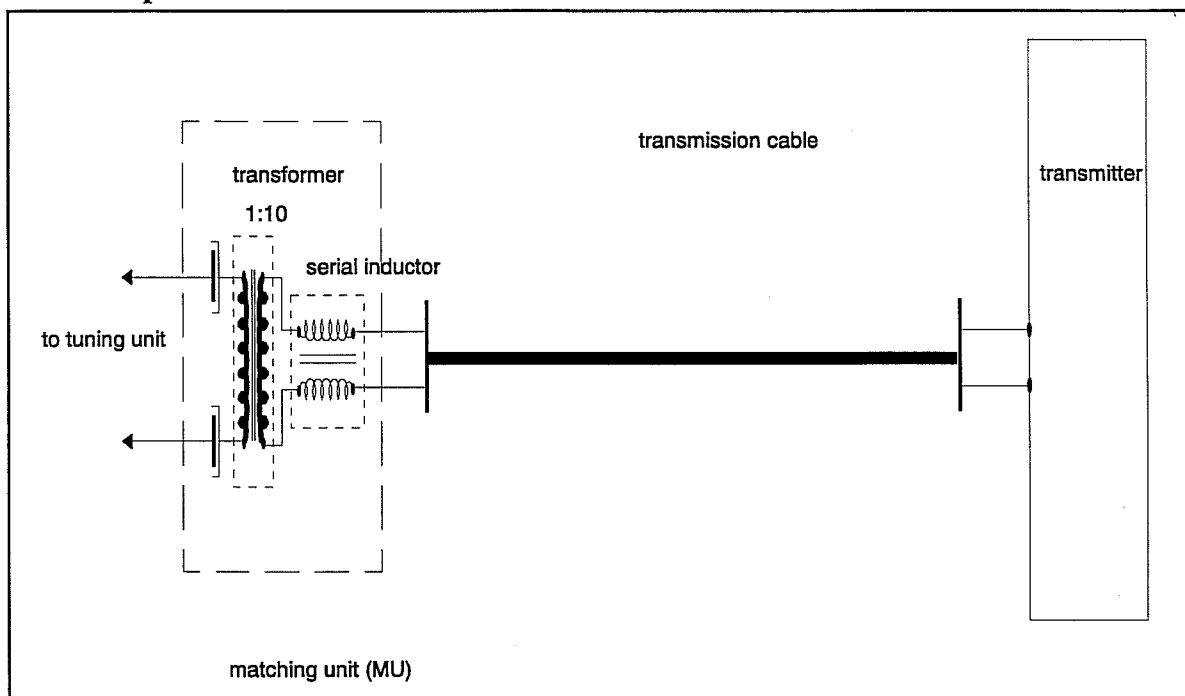 transmission cable
transformer
transmitter
1:10
serial inductor
to tuning unit
matching unit (MU)